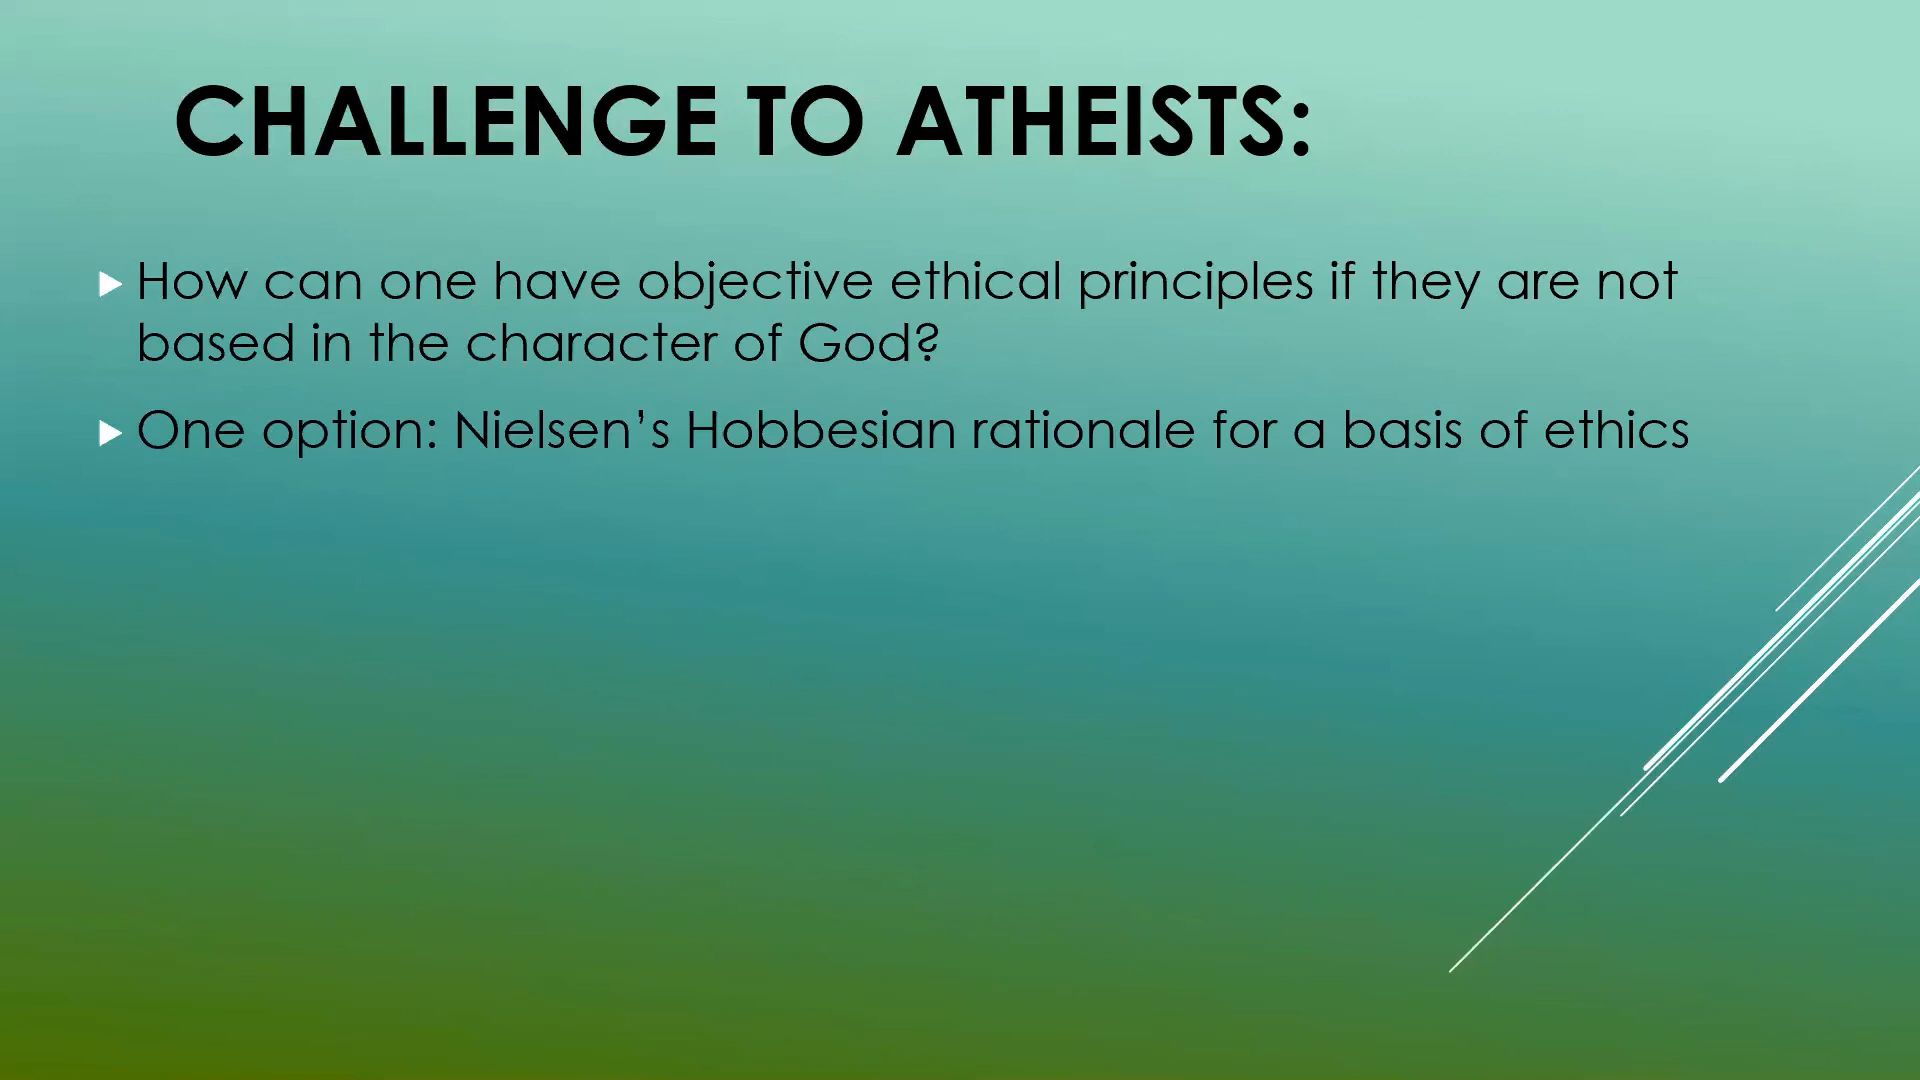 CHALLENGE TO ATHEISTS:
How can one have objective ethical principles if they are not
based in the character of God?
One option: Nielsen’s Hobbesian rationale for a basis of ethics